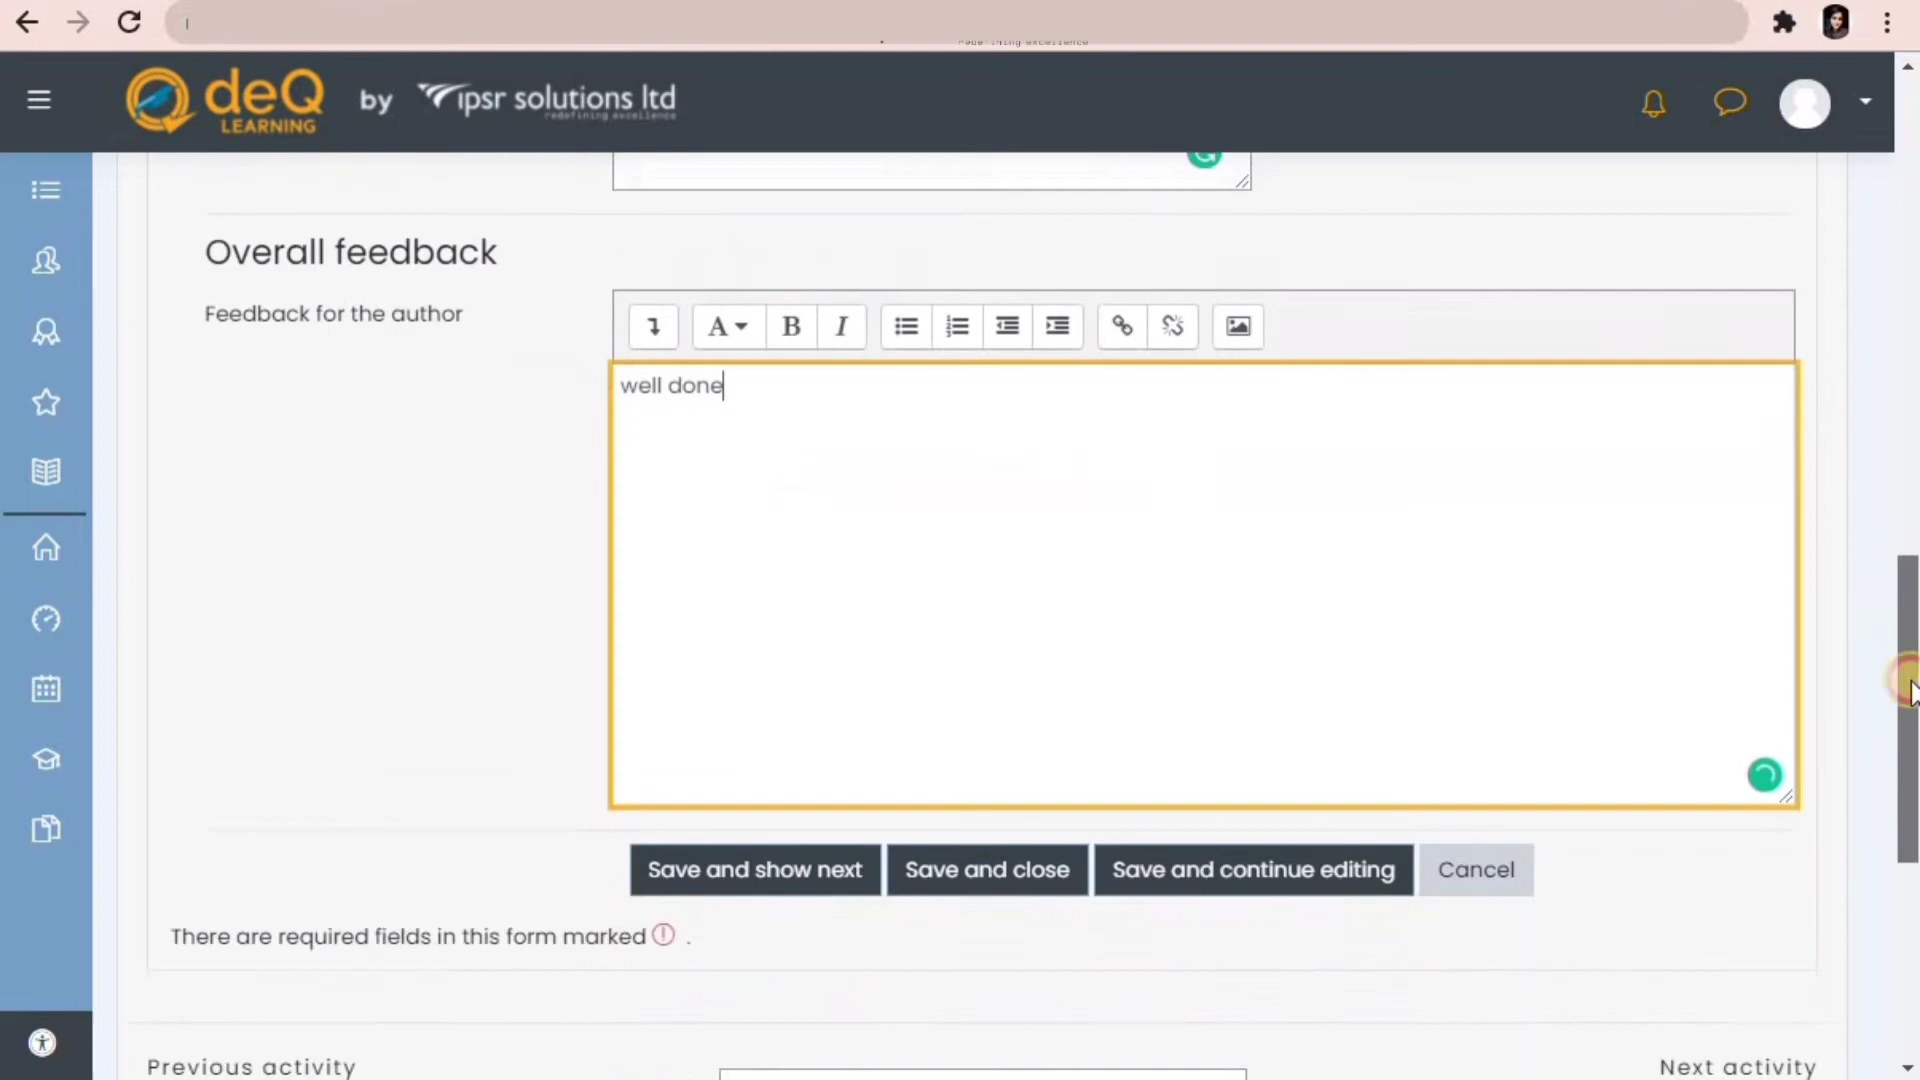 deQ LEARNING by ipsr solutions ltd
redefining excellence
Overall feedback
Feedback for the author
well done
Save and show next
Save and close
Save and continue editing
Cancel
There are required fields in this form marked .
Previous activity
Next activity